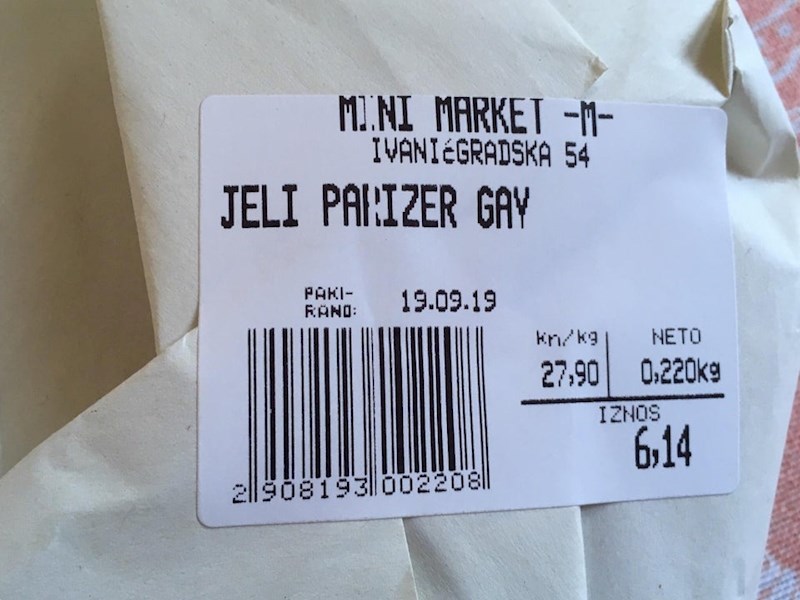 MINI MARKET -M-
IVANIćGRADSKA 54
JELI PARIZER GAY
PAKI-
RANO: 19.09.19
kn/kg NETO
27,90 0,220kg
IZNOS
6,14
2 908193 002208